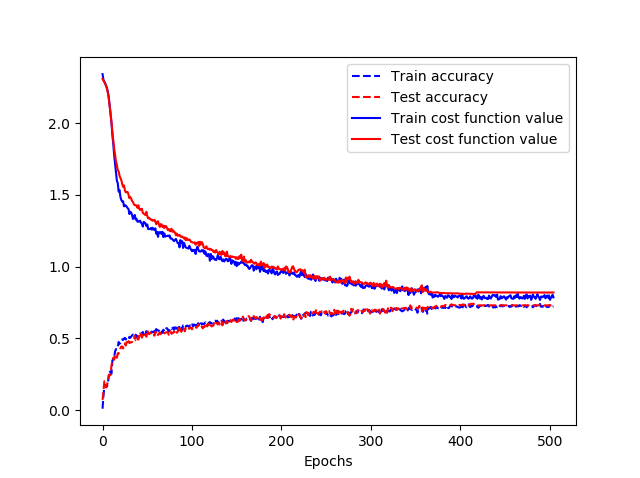 Train accuracy
Test accuracy
Train cost function value
Test cost function value
2.0
1.5
1.0
0.5
0.0
0 100 200 300 400 500
Epochs